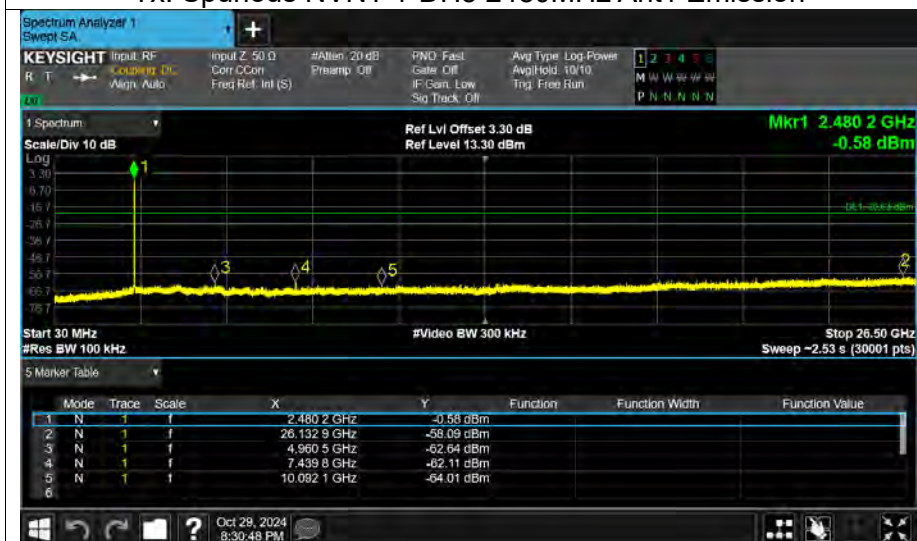 Tx. Spurious NVNT 1-DH5 2480MHz Ant1 Emission
Spectrum Analyzer 1
Swept SA
+
KEYSIGHT Input: RF Input Z: 50 Ω #Atten: 20 dB PNO: Fast Avg Type: Log-Power 1 2 3 4 5 6
R T Coupling: DC Corr CCorr Preamp: Off Gate: Off Avg|Hold: 10/10 M W W W W W
Align: Auto Freq Ref: Int (S) IF Gain: Low Trig: Free Run
Sig Track: Off P N N N N N
1 Spectrum
Scale/Div 10 dB Ref Lvl Offset 3.30 dB Mkr1 2.480 2 GHz
Ref Level 13.30 dBm -0.58 dBm
Log
3.30
-6.70
-16.7
DL1 -20.63 dBm
-26.7
-36.7
-46.7
-56.7
-66.7
-76.7
1
3
4
5
2
Start 30 MHz #Video BW 300 kHz Stop 26.50 GHz
#Res BW 100 kHz Sweep ~2.53 s (30001 pts)
5 Marker Table
Mode Trace Scale X Y Function Function Width Function Value
1 N 1 f 2.480 2 GHz -0.58 dBm
2 N 1 f 26.132 9 GHz -58.09 dBm
3 N 1 f 4.960 5 GHz -62.64 dBm
4 N 1 f 7.439 8 GHz -62.11 dBm
5 N 1 f 10.092 1 GHz -64.01 dBm
6
? Oct 29, 2024
8:30:48 PM